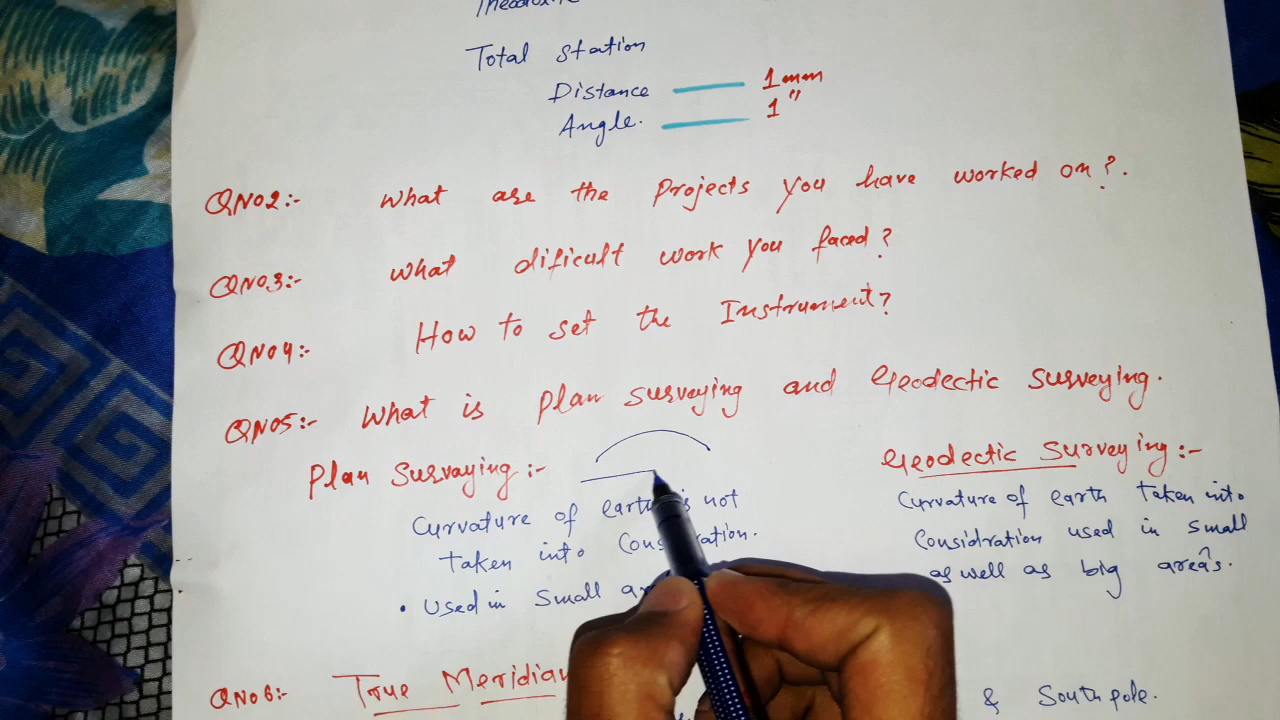 Total Station
Distance 1mm
Angle. 1"
QNO2:- What are the Projects you have worked on?.
QNO3:- What dificult work you faced?
QNO4:- How to set the Instrument?
QNO5:- What is Plan Surveying and Geodectic Surveying.
Plan Survaying:-
Curvature of earth is not
taken into
• Used in Small
Geodectic Surveying:-
Curvature of earth taken into
Considration used in small
as well as big area's.
QNO6:- True Meridian
& South pole.